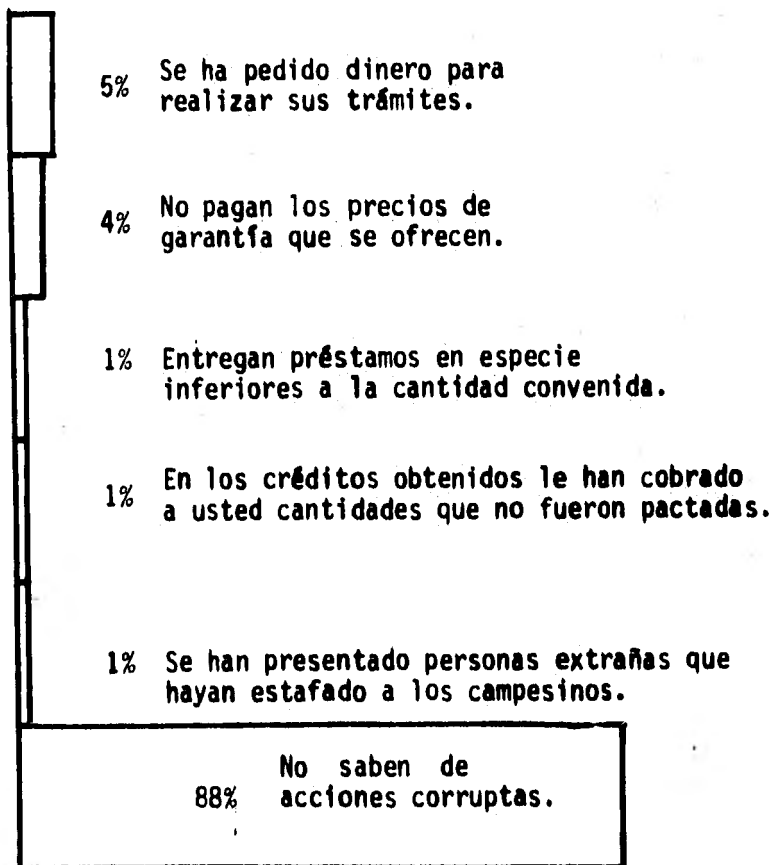 5% Se ha pedido dinero para
realizar sus trámites.
4% No pagan los precios de
garantía que se ofrecen.
1% Entregan préstamos en especie
inferiores a la cantidad convenida.
1% En los créditos obtenidos le han cobrado
a usted cantidades que no fueron pactadas.
1% Se han presentado personas extrañas que
hayan estafado a los campesinos.
No saben de
88% acciones corruptas.